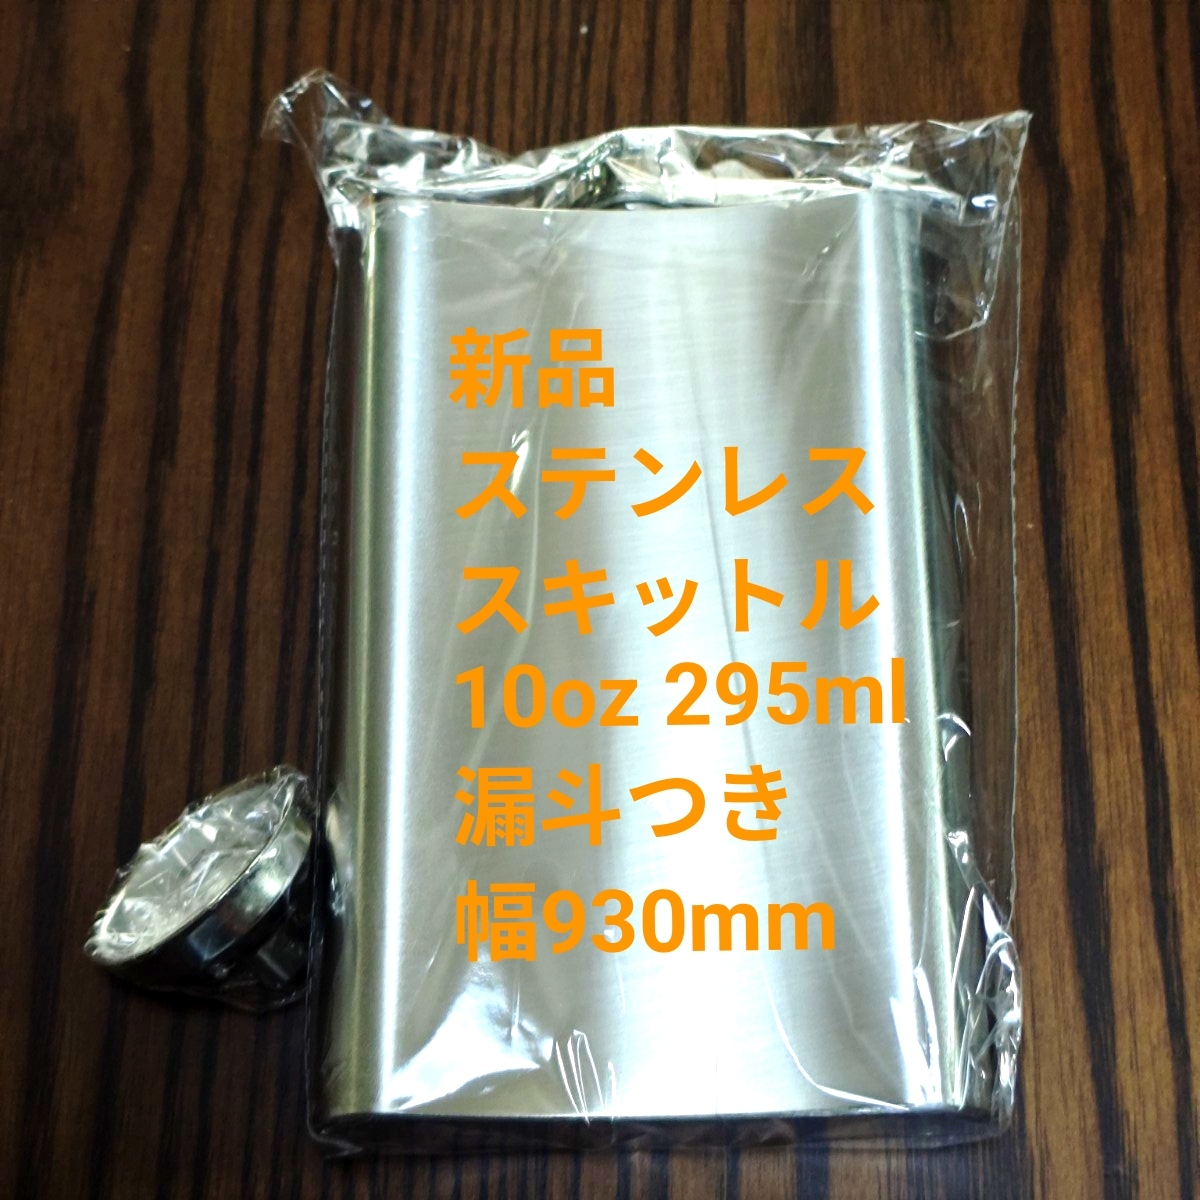 新品
ステンレス
スキットル
10oz 295ml
漏斗つき
幅930mm